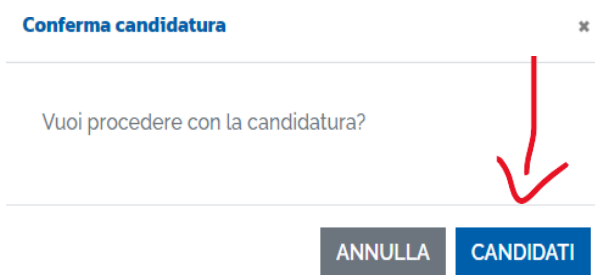 Conferma candidatura ×
Vuoi procedere con la candidatura?
ANNULLA CANDIDATI